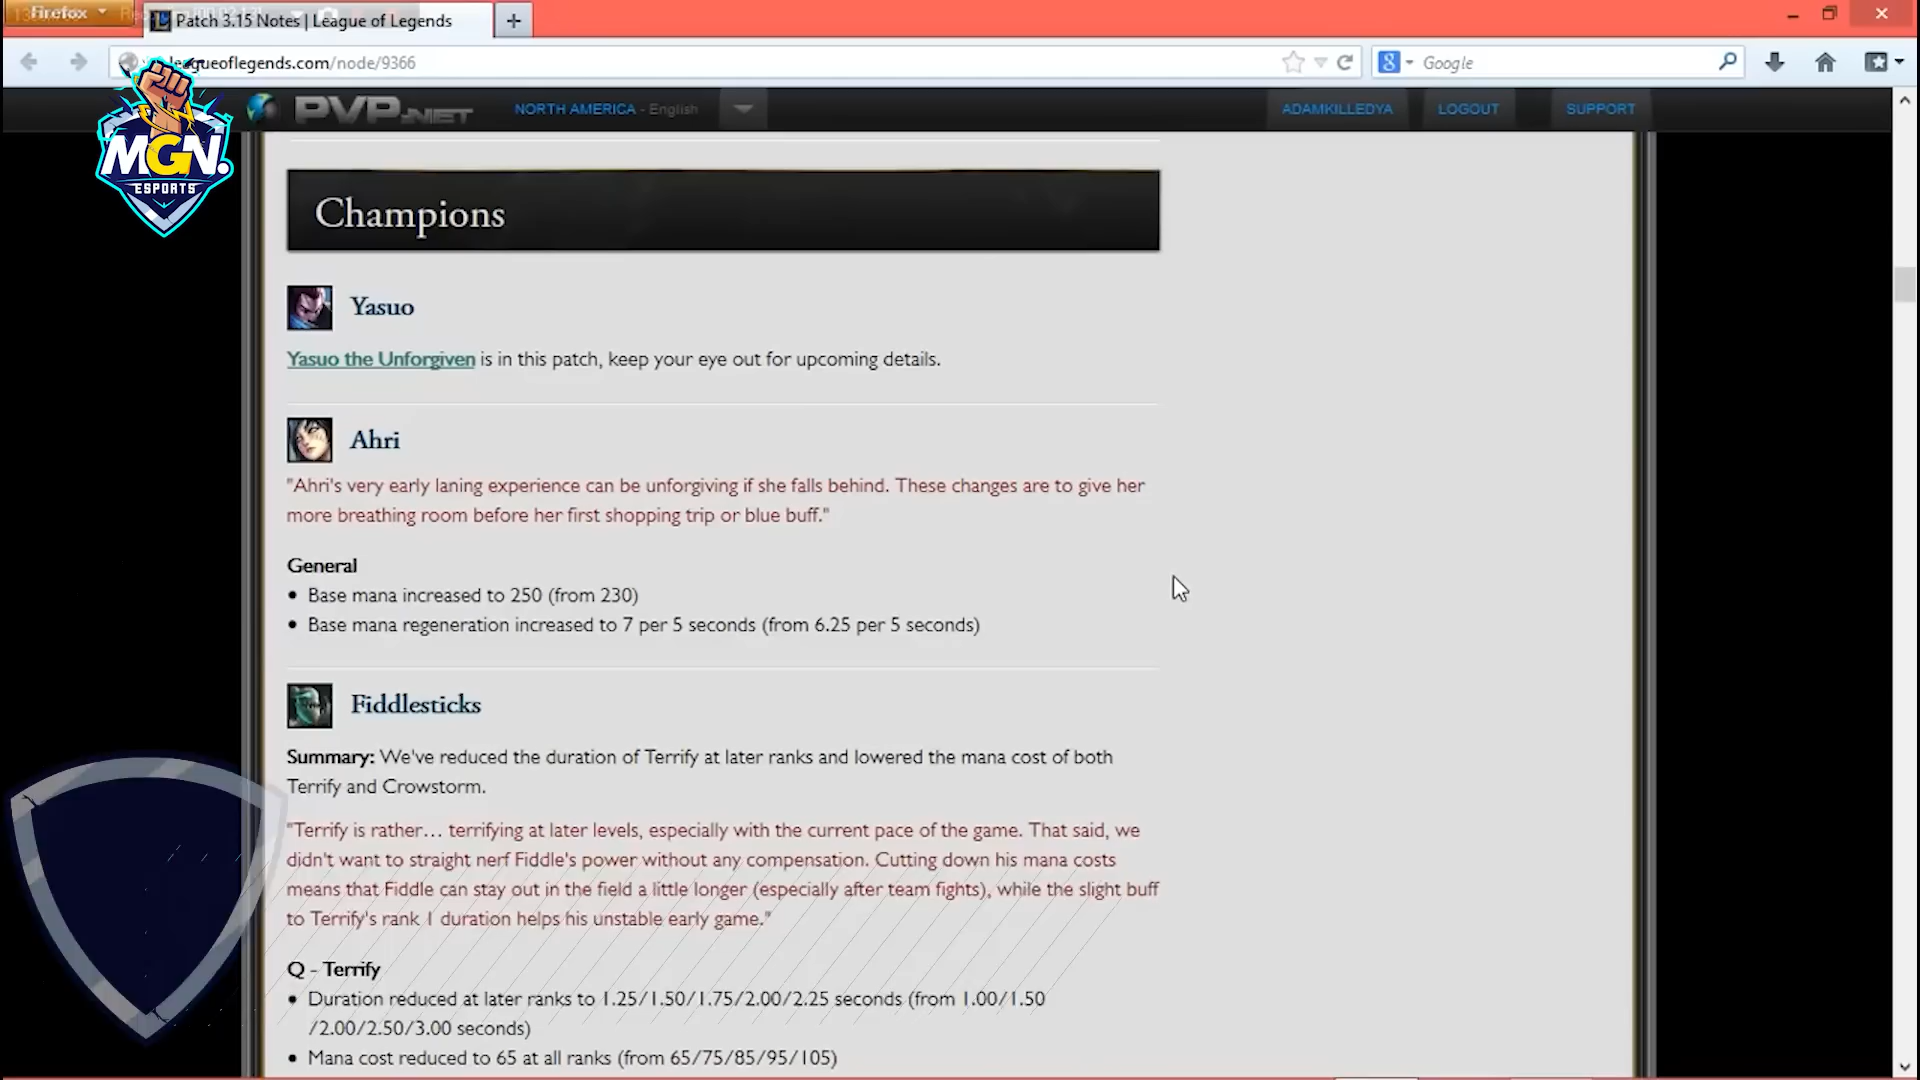 Firefox
Patch 3.15 Notes | League of Legends
leagueoflegends.com/node/9366
Google
PVP.NET
NORTH AMERICA - English
ADAMKILLEDYA
LOGOUT
SUPPORT
MGN.
ESPORTS
Champions
Yasuo
Yasuo the Unforgiven is in this patch, keep your eye out for upcoming details.
Ahri
"Ahri's very early laning experience can be unforgiving if she falls behind. These changes are to give her
more breathing room before her first shopping trip or blue buff."
General
• Base mana increased to 250 (from 230)
• Base mana regeneration increased to 7 per 5 seconds (from 6.25 per 5 seconds)
Fiddlesticks
Summary: We've reduced the duration of Terrify at later ranks and lowered the mana cost of both
Terrify and Crowstorm.
"Terrify is rather... terrifying at later levels, especially with the current pace of the game. That said, we
didn't want to straight nerf Fiddle's power without any compensation. Cutting down his mana costs
means that Fiddle can stay out in the field a little longer (especially after team fights), while the slight buff
to Terrify's rank 1 duration helps his unstable early game."
Q - Terrify
• Duration reduced at later ranks to 1.25/1.50/1.75/2.00/2.25 seconds (from 1.00/1.50
/2.00/2.50/3.00 seconds)
• Mana cost reduced to 65 at all ranks (from 65/75/85/95/105)